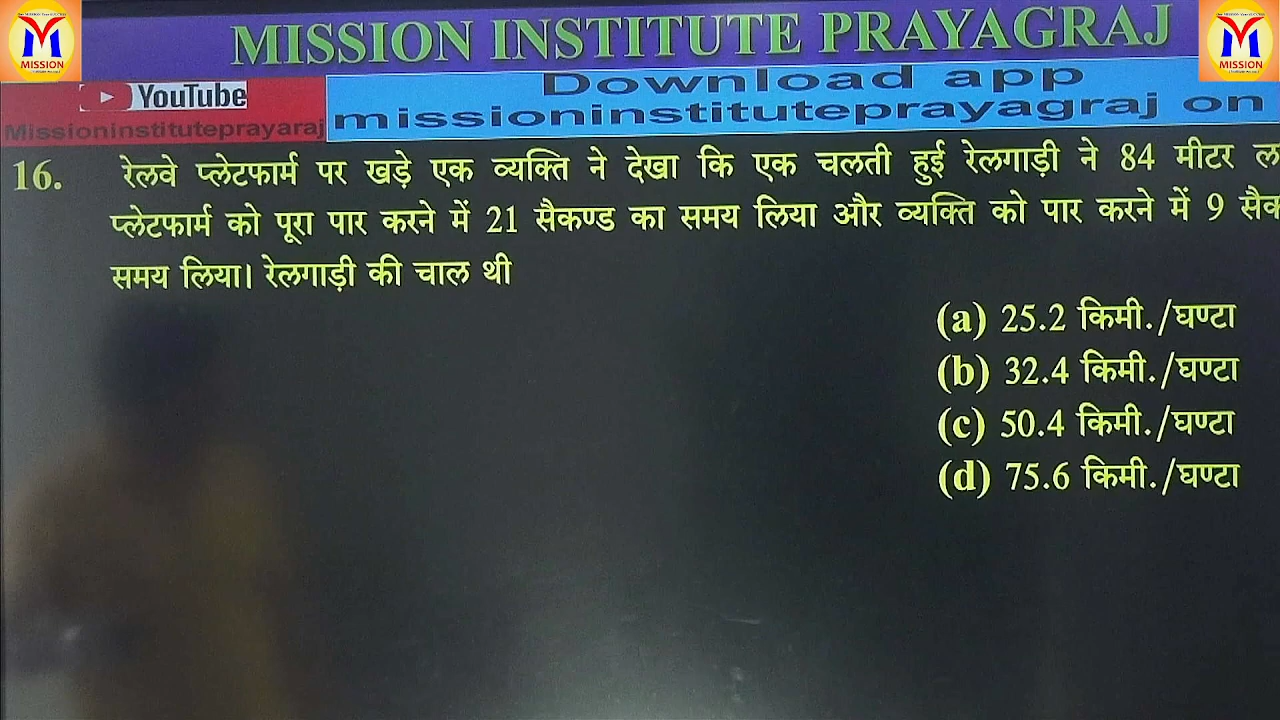 MISSION INSTITUTE PRAYAGRAJ
MISSION
MISSION
YouTube
Missioninstituteprayaraj
Download app
missioninstituteprayagraj on
16. रेलवे प्लेटफार्म पर खड़े एक व्यक्ति ने देखा कि एक चलती हुई रेलगाड़ी ने 84 मीटर
प्लेटफार्म को पूरा पार करने में 21 सैकण्ड का समय लिया और व्यक्ति को पार करने में 9
समय लिया। रेलगाड़ी की चाल थी
(a) 25.2 किमी./घण्टा
(b) 32.4 किमी./घण्टा
(c) 50.4 किमी./घण्टा
(d) 75.6 किमी./घण्टा